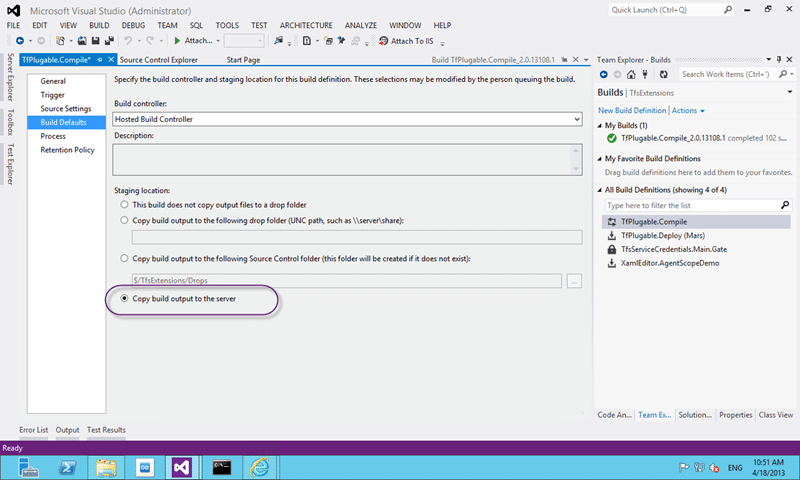 Microsoft Visual Studio (Administrator)
Quick Launch (Ctrl+Q)
FILE EDIT VIEW BUILD DEBUG TEAM SQL TOOLS TEST ARCHITECTURE ANALYZE WINDOW HELP
Attach...
Attach To IIS
Server Explorer
Toolbox
Test Explorer
TfPlugable.Compile*
Source Control Explorer
Start Page
Build TfPlugable.Compile_2.0.13108.1
General
Trigger
Source Settings
Build Defaults
Process
Retention Policy
Specify the build controller and staging location for this build definition. These selections may be modified by the person queuing the build.
Build controller:
Hosted Build Controller
Description:
Staging location:
This build does not copy output files to a drop folder
Copy build output to the following drop folder (UNC path, such as \\server\share):
Copy build output to the following Source Control folder (this folder will be created if it does not exist):
$/TfsExtensions/Drops
...
Copy build output to the server
Team Explorer - Builds
Search Work Items (Ctrl+')
Builds | TfsExtensions
New Build Definition | Actions
My Builds (1)
TfPlugable.Compile_2.0.13108.1 completed 102 s...
My Favorite Build Definitions
Drag build definitions here to add them to your favorites.
All Build Definitions (showing 4 of 4)
Type here to filter the list
TfPlugable.Compile
TfPlugable.Deploy (Mars)
TfsServiceCredentials.Main.Gate
XamlEditor.AgentScopeDemo
Code An... Team Ex... Solution... Properties Class View
Error List Output Test Results
Ready
ENG
10:51 AM
4/18/2013